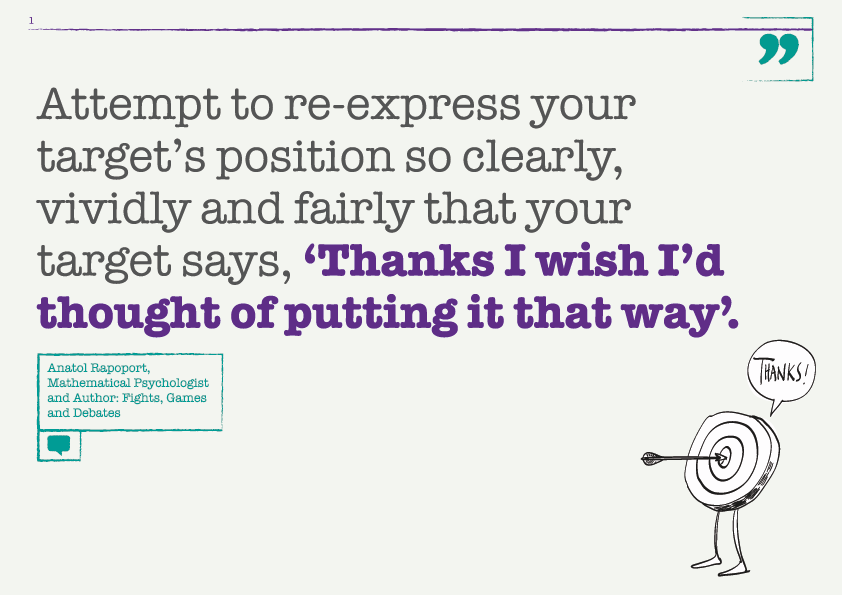 1
”
Attempt to re-express your
target’s position so clearly,
vividly and fairly that your
target says, ‘Thanks I wish I’d
thought of putting it that way’.
Anatol Rapoport,
Mathematical Psychologist
and Author: Fights, Games
and Debates
THANKS!